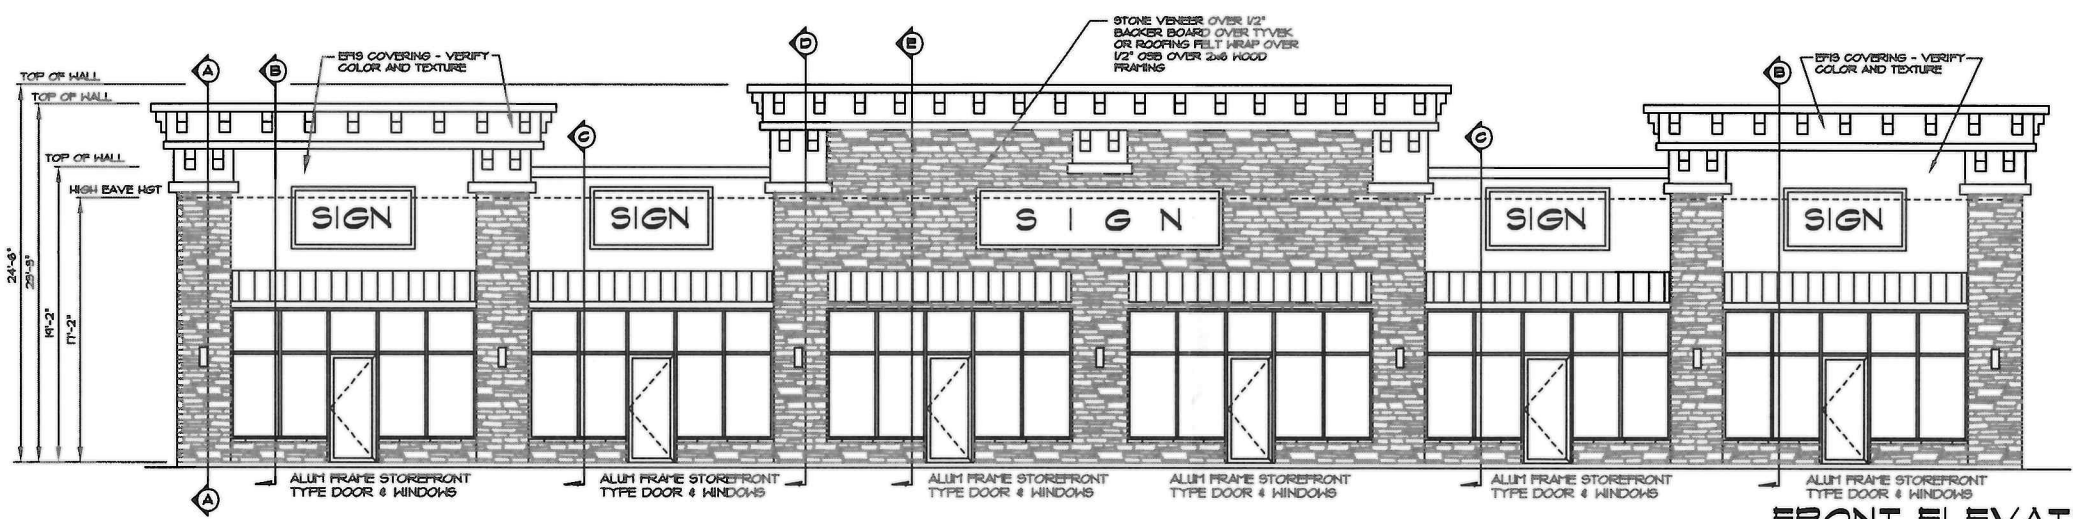 STONE VENEER OVER 1/2"
BACKER BOARD OVER TYVEK
OR ROOFING FELT WRAP OVER
1/2" OSB OVER 2x6 WOOD
FRAMING
D
E
EFIS COVERING - VERIFY
COLOR AND TEXTURE
EFIS COVERING - VERIFY
COLOR AND TEXTURE
A
B
B
TOP OF WALL
TOP OF WALL
C
C
TOP OF WALL
HIGH EAVE HGT
SIGN
SIGN
SIGN
SIGN
SIGN
24'-6"
19'-2"
17'-2"
ALUM FRAME STOREFRONT
TYPE DOOR & WINDOWS
ALUM FRAME STOREFRONT
TYPE DOOR & WINDOWS
ALUM FRAME STOREFRONT
TYPE DOOR & WINDOWS
ALUM FRAME STOREFRONT
TYPE DOOR & WINDOWS
ALUM FRAME STOREFRONT
TYPE DOOR & WINDOWS
ALUM FRAME STOREFRONT
TYPE DOOR & WINDOWS
A
FRONT ELEVAT